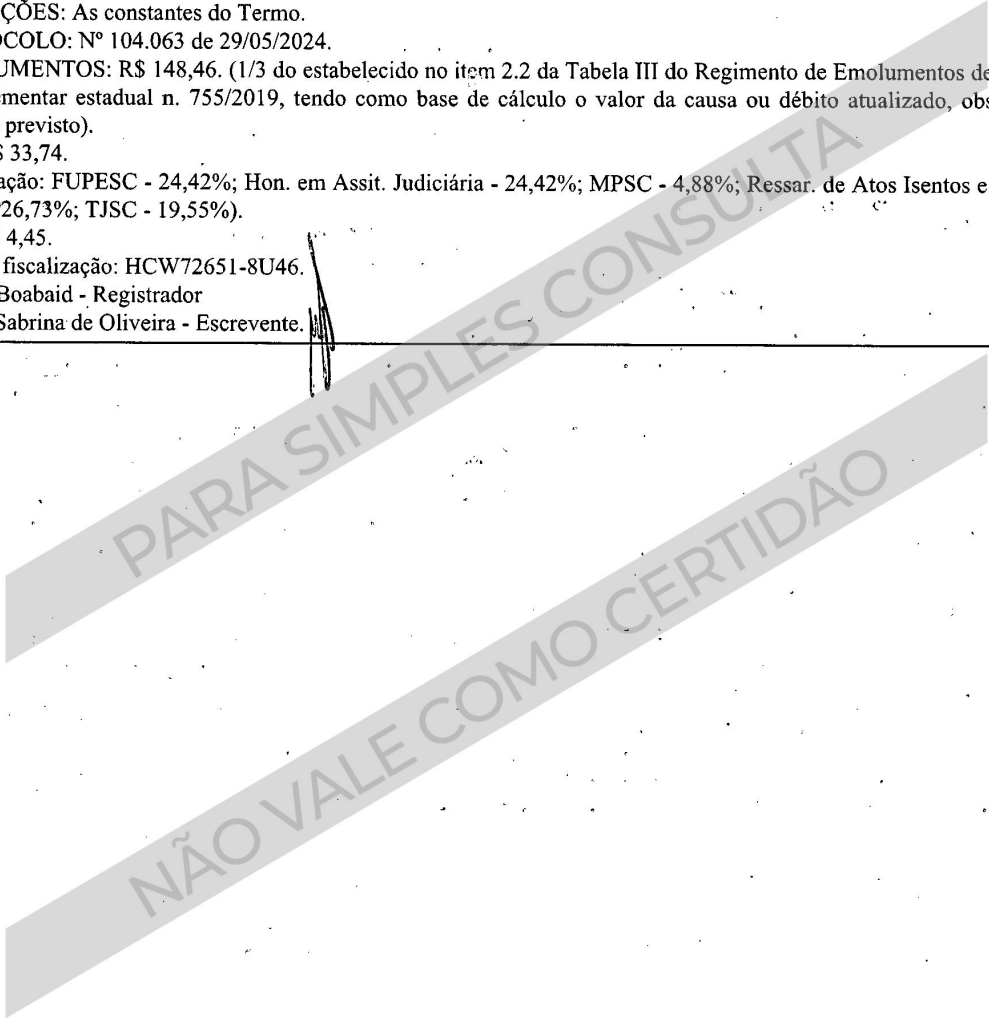 ÇÕES: As constantes do Termo.
OCOLO: Nº 104.063 de 29/05/2024.
UMENTOS: R$ 148,46. (1/3 do estabelecido no item 2.2 da Tabela III do Regimento de Emolumentos de
mentar estadual n. 755/2019, tendo como base de cálculo o valor da causa ou débito atualizado, obs
previsto).
$ 33,74.
ação: FUPESC - 24,42%; Hon. em Assit. Judiciária - 24,42%; MPSC - 4,88%; Ressar. de Atos Isentos e
26,73%; TJSC - 19,55%).
4,45.
fiscalização: HCW72651-8U46.
Boabaid - Registrador
Sabrina de Oliveira - Escrevente.
PARA SIMPLES CONSULTA
NÃO VALE COMO CERTIDÃO